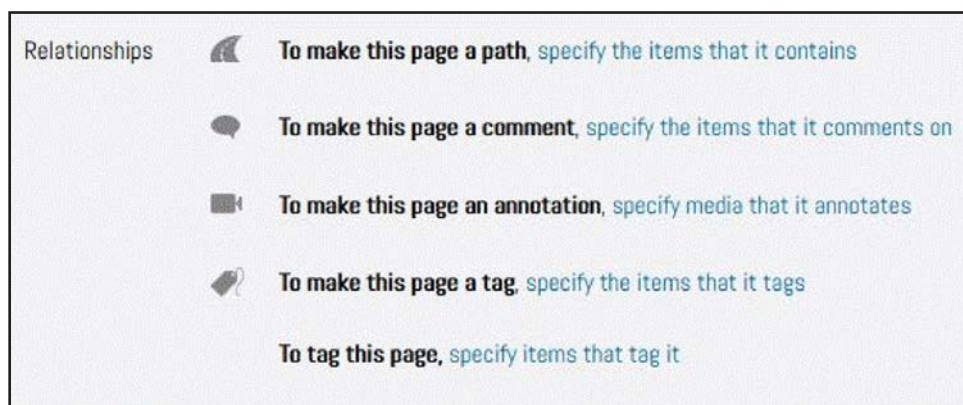 Relationships To make this page a path, specify the items that it contains
To make this page a comment, specify the items that it comments on
To make this page an annotation, specify media that it annotates
To make this page a tag, specify the items that it tags
To tag this page, specify items that tag it